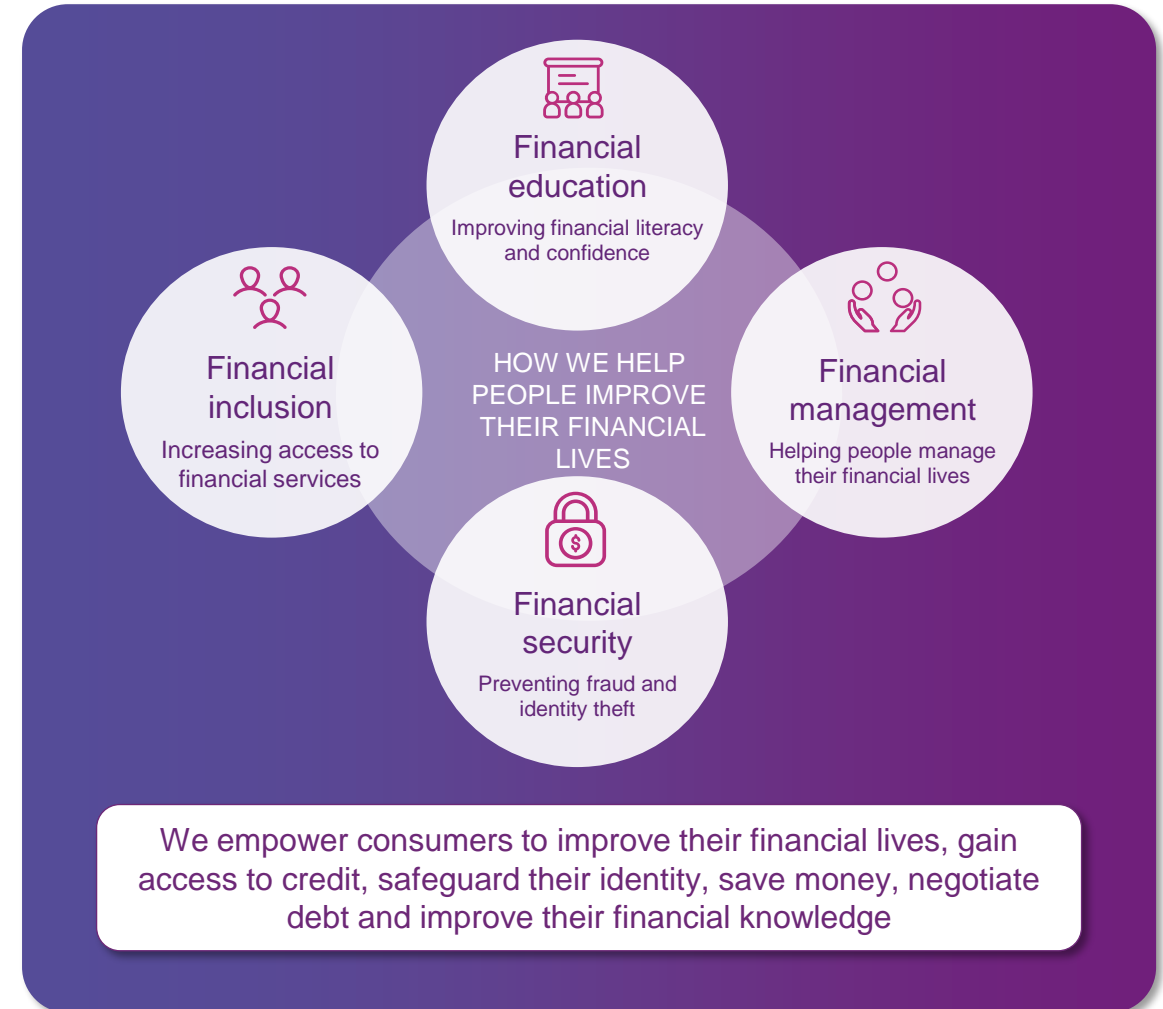 Financial
education
Improving financial literacy
and confidence
Financial
inclusion
Increasing access to
financial services
HOW WE HELP
PEOPLE IMPROVE
THEIR FINANCIAL
LIVES
Financial
management
Helping people manage
their financial lives
$
Financial
security
Preventing fraud and
identity theft
We empower consumers to improve their financial lives, gain
access to credit, safeguard their identity, save money, negotiate
debt and improve their financial knowledge